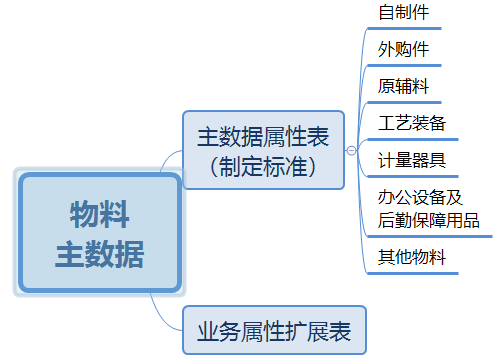 自制件
外购件
原辅料
工艺装备
计量器具
办公设备及
后勤保障用品
其他物料
主数据属性表
（制定标准）
物料
主数据
业务属性扩展表